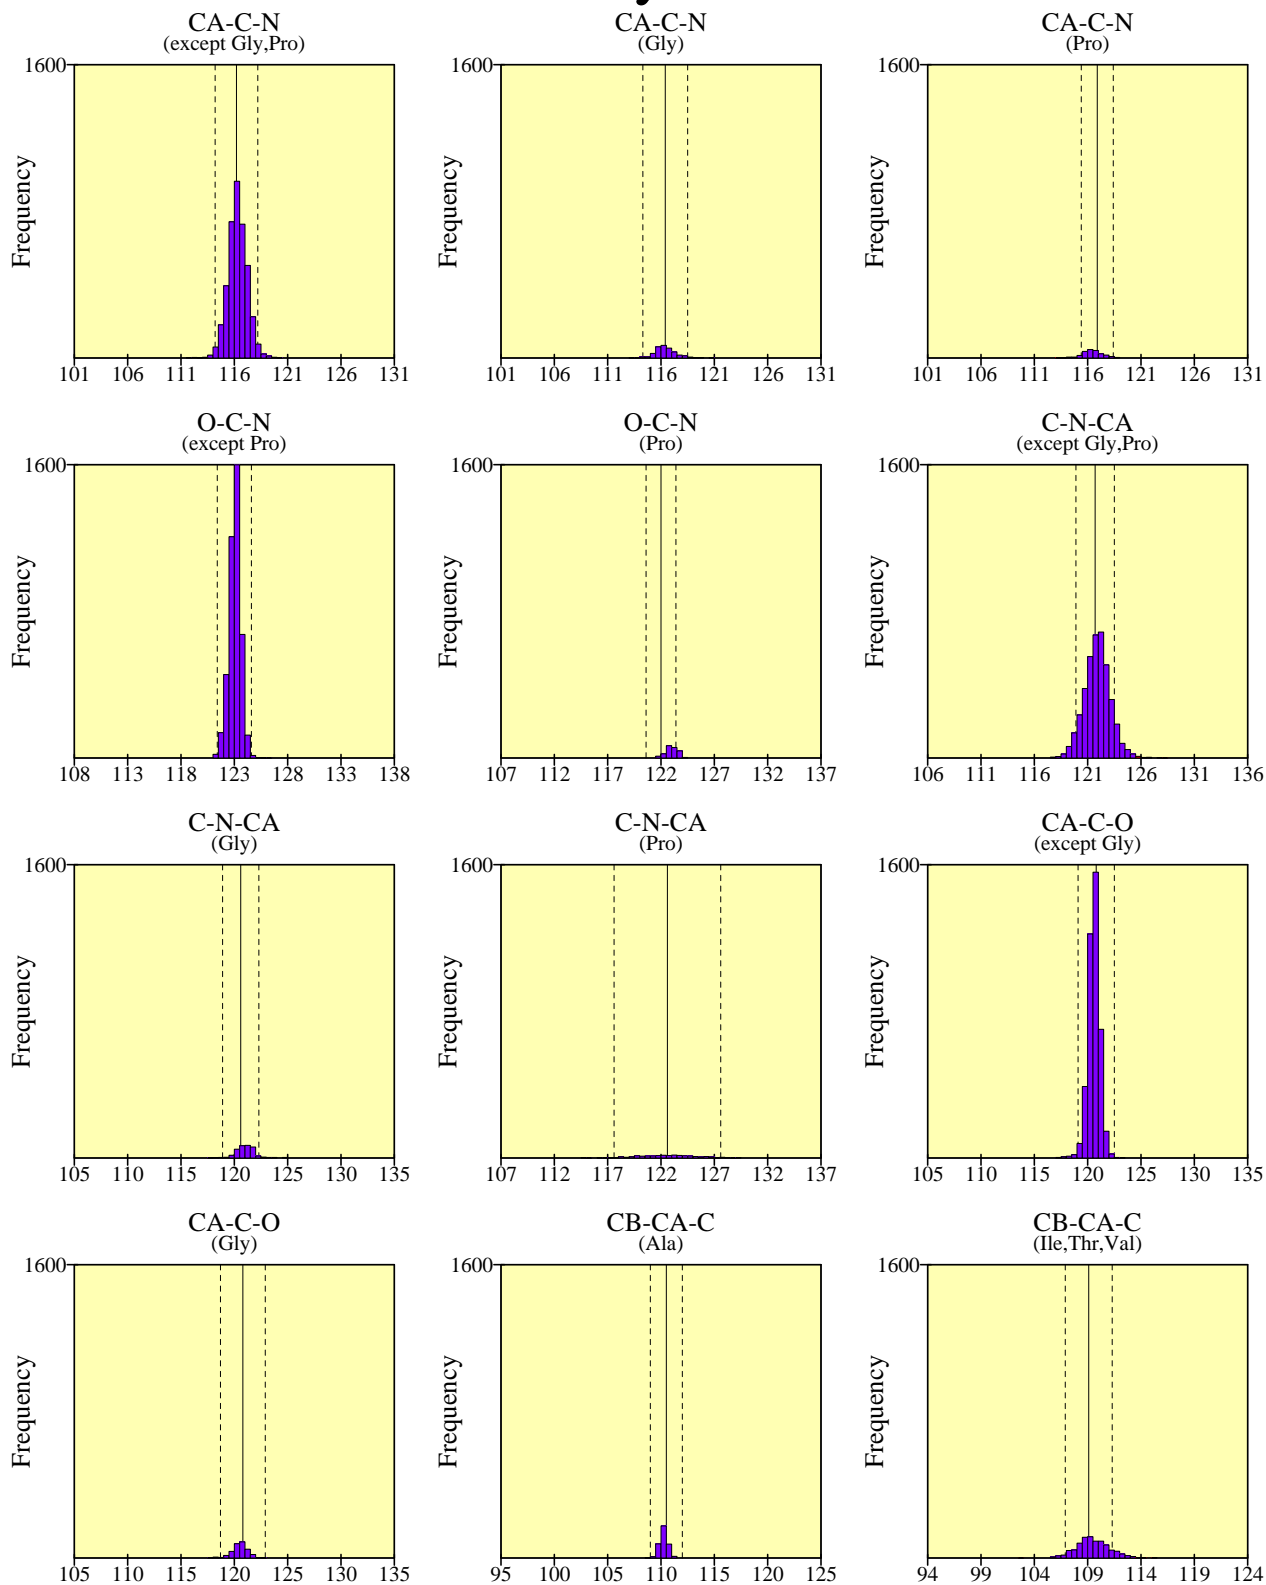 CA-C-N CA-C-N CA-C-N
(except Gly,Pro) (Gly) (Pro)
1600 1600 1600
Frequency Frequency Frequency
101 106 111 116 121 126 131 101 106 111 116 121 126 131 101 106 111 116 121 126 131
O-C-N O-C-N C-N-CA
(except Pro) (Pro) (except Gly,Pro)
1600 1600 1600
Frequency Frequency Frequency
108 113 118 123 128 133 138 107 112 117 122 127 132 137 106 111 116 121 126 131 136
C-N-CA C-N-CA CA-C-O
(Gly) (Pro) (except Gly)
1600 1600 1600
Frequency Frequency Frequency
105 110 115 120 125 130 135 107 112 117 122 127 132 137 105 110 115 120 125 130 135
CA-C-O CB-CA-C CB-CA-C
(Gly) (Ala) (Ile,Thr,Val)
1600 1600 1600
Frequency Frequency Frequency
105 110 115 120 125 130 135 95 100 105 110 115 120 125 94 99 104 109 114 119 124